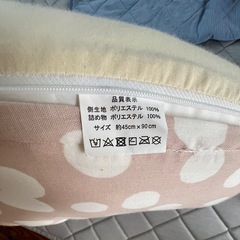 品質表示
側生地 ポリエステル 100%
詰め物 ポリエステル 100%
サイズ 約45cm×90cm